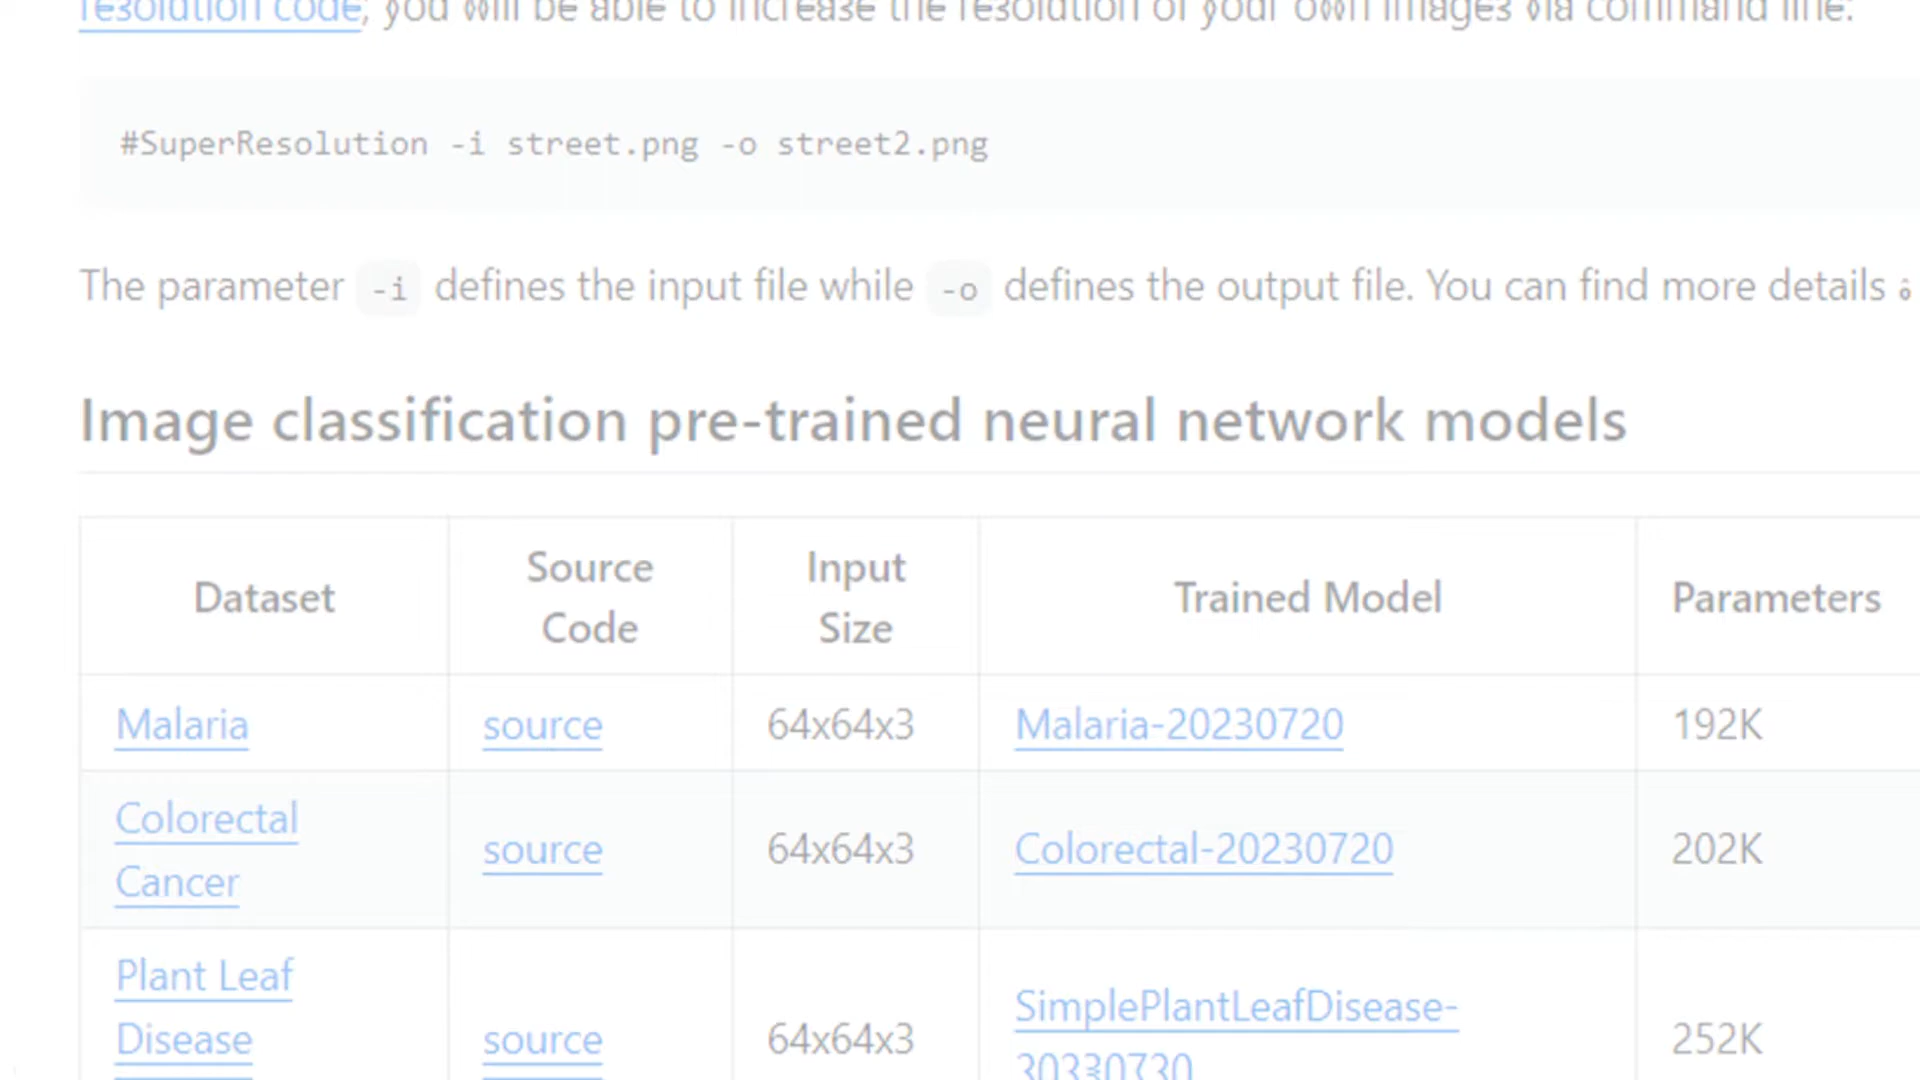 resolution code, you will be able to increase the resolution of your own images via command line:
#SuperResolution -i street.png -o street2.png
The parameter -i defines the input file while -o defines the output file. You can find more details
Image classification pre-trained neural network models
Dataset Source Code Input Size Trained Model Parameters
Malaria source 64x64x3 Malaria-20230720 192K
Colorectal Cancer source 64x64x3 Colorectal-20230720 202K
Plant Leaf
Disease source 64x64x3 SimplePlantLeafDisease- 252K